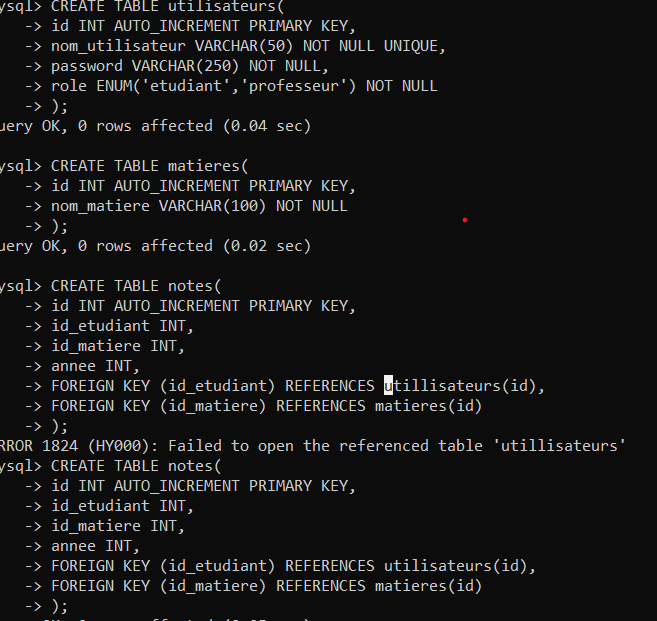 ysql> CREATE TABLE utilisateurs(
-> id INT AUTO_INCREMENT PRIMARY KEY,
-> nom_utilisateur VARCHAR(50) NOT NULL UNIQUE,
-> password VARCHAR(250) NOT NULL,
-> role ENUM('etudiant','professeur') NOT NULL
-> );
uery OK, 0 rows affected (0.04 sec)
ysql> CREATE TABLE matieres(
-> id INT AUTO_INCREMENT PRIMARY KEY,
-> nom_matiere VARCHAR(100) NOT NULL
-> );
uery OK, 0 rows affected (0.02 sec)
ysql> CREATE TABLE notes(
-> id INT AUTO_INCREMENT PRIMARY KEY,
-> id_etudiant INT,
-> id_matiere INT,
-> annee INT,
-> FOREIGN KEY (id_etudiant) REFERENCES utillisateurs(id),
-> FOREIGN KEY (id_matiere) REFERENCES matieres(id)
-> );
RROR 1824 (HY000): Failed to open the referenced table 'utillisateurs'
ysql> CREATE TABLE notes(
-> id INT AUTO_INCREMENT PRIMARY KEY,
-> id_etudiant INT,
-> id_matiere INT,
-> annee INT,
-> FOREIGN KEY (id_etudiant) REFERENCES utilisateurs(id),
-> FOREIGN KEY (id_matiere) REFERENCES matieres(id)
-> );